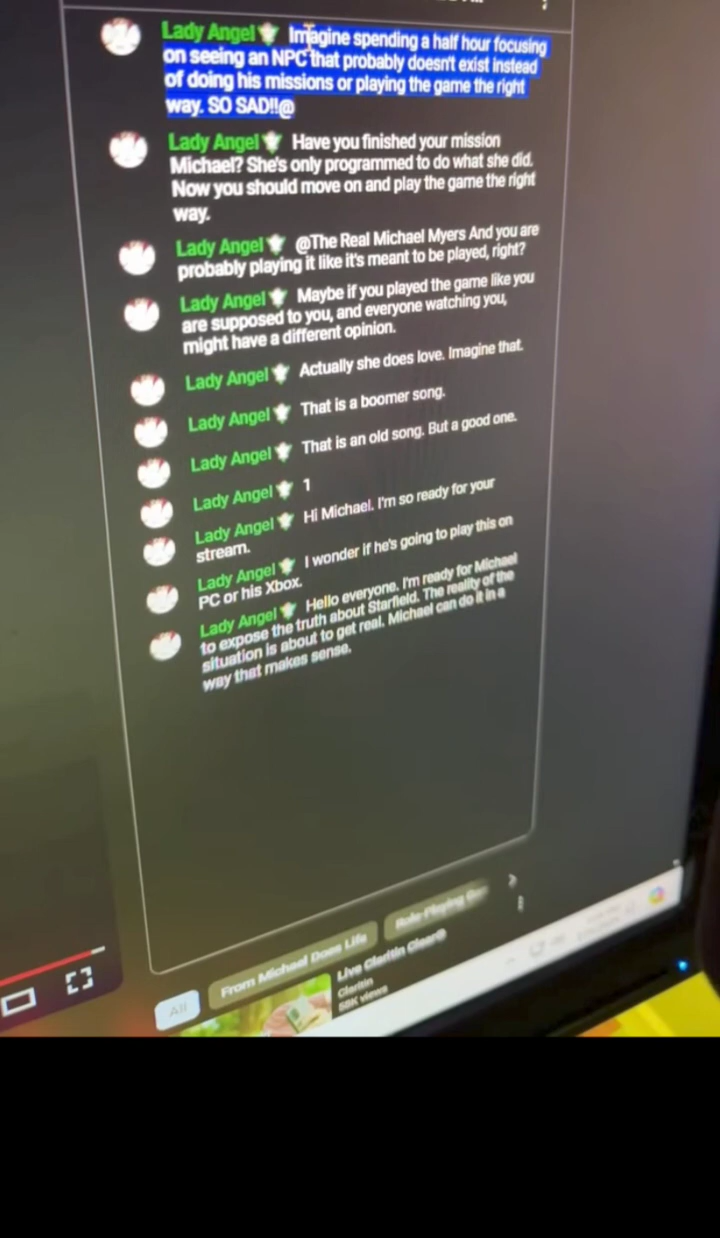 Lady Angel Imagine spending a half hour focusing
on seeing an NPC that probably doesn't exist instead
of doing his missions or playing the game the right
way. SO SAD!!@
Lady Angel Have you finished your mission
Michael? She's only programmed to do what she did.
Now you should move on and play the game the right
way.
Lady Angel @The Real Michael Myers And you are
probably playing it like it's meant to be played, right?
Lady Angel Maybe if you played the game like you
are supposed to you, and everyone watching you,
might have a different opinion.
Lady Angel Actually she does love. Imagine that.
Lady Angel That is a boomer song.
Lady Angel That is an old song. But a good one.
Lady Angel 1
Lady Angel Hi Michael. I'm so ready for your
stream.
Lady Angel I wonder if he's going to play this on
PC or his Xbox.
Lady Angel Hello everyone. I'm ready for Michael
to expose the truth about Starfield. The reality of the
situation is about to get real. Michael can do it in a
way that makes sense.
All From Michael Does Life Role-Playing
Live Claritin Clear®
Claritin
50K views